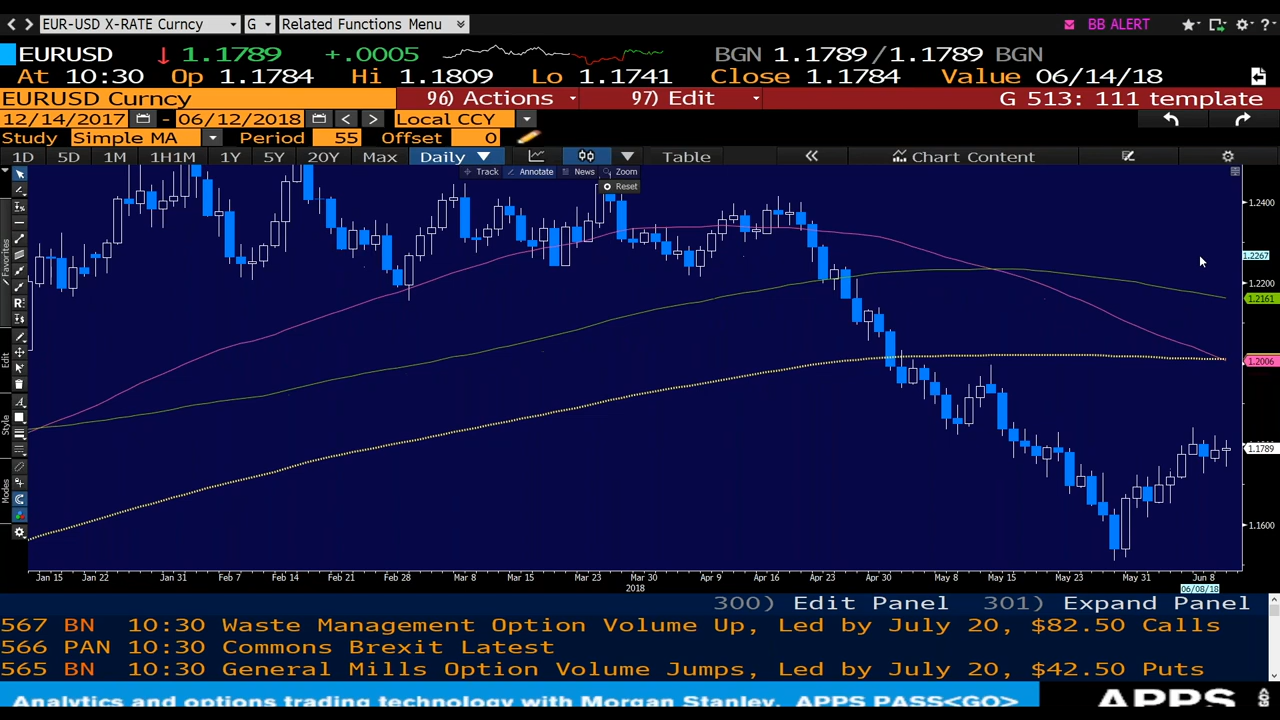 EUR-USD X-RATE Curncy G Related Functions Menu BB ALERT ?
EURUSD ↓ 1.1789 +.0005 BGN 1.1789/1.1789 BGN
At 10:30 Op 1.1784 Hi 1.1809 Lo 1.1741 Close 1.1784 Value 06/14/18
EURUSD Curncy 96) Actions 97) Edit G 513: 111 template
12/14/2017 - 06/12/2018 < > Local CCY
Study Simple MA Period 55 Offset 0
1D 5D 1M 1H1M 1Y 5Y 20Y Max Daily Table Chart Content
Track Annotate News Zoom
Reset
1.2400
1.2267
1.2200
1.2161
1.2006
1.1789
1.1600
Favorites
Edit
Style
Modes
Jan 15 Jan 22 Jan 31 Feb 7 Feb 14 Feb 21 Feb 28 Mar 8 Mar 15 Mar 23 Mar 30 Apr 9 Apr 16 Apr 23 Apr 30 May 8 May 15 May 23 May 31 Jun 8
2018 06/08/18
300) Edit Panel 301) Expand Panel
567 BN 10:30 Waste Management Option Volume Up, Led by July 20, $82.50 Calls
566 PAN 10:30 Commons Brexit Latest
565 BN 10:30 General Mills Option Volume Jumps, Led by July 20, $42.50 Puts
Analytics and options trading technology with Morgan Stanley. APPS PASS<GO> APPS